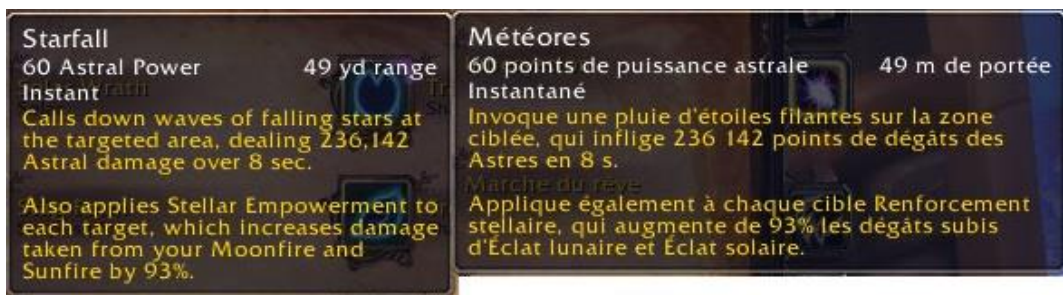 Starfall
60 Astral Power 49 yd range
Instant
Calls down waves of falling stars at
the targeted area, dealing 236,142
Astral damage over 8 sec.
Also applies Stellar Empowerment to
each target, which increases damage
taken from your Moonfire and
Sunfire by 93%.
Météores
60 points de puissance astrale 49 m de portée
Instantané
Invoque une pluie d'étoiles filantes sur la zone
ciblée, qui inflige 236 142 points de dégâts des
Astres en 8 s.
Marche du rêve
Applique également à chaque cible Renforcement
stellaire, qui augmente de 93% les dégâts subis
d'Éclat lunaire et Éclat solaire.